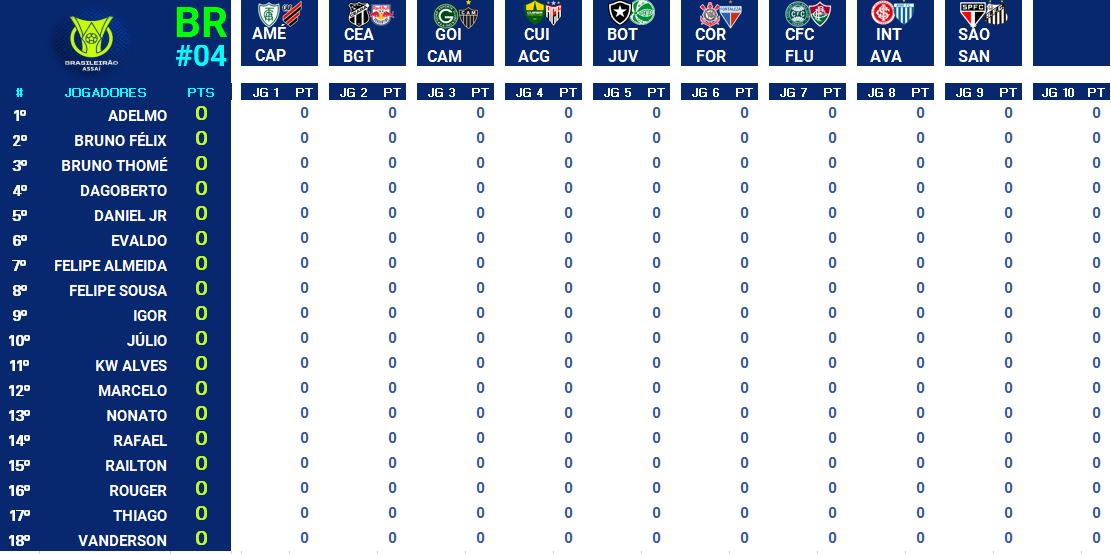 BRASILEIRÃO
ASSAÍ
BR
#04
AME
CAP
CEA
BGT
GOI
CAM
CUI
ACG
BOT
JUV
COR
FOR
CFC
FLU
INT
AVA
SÃO
SAN
# JOGADORES PTS JG 1 PT JG 2 PT JG 3 PT JG 4 PT JG 5 PT JG 6 PT JG 7 PT JG 8 PT JG 9 PT JG 10 PT
1º ADELMO 0 0 0 0 0 0 0 0 0 0 0
2º BRUNO FÉLIX 0 0 0 0 0 0 0 0 0 0 0
3º BRUNO THOMÉ 0 0 0 0 0 0 0 0 0 0 0
4º DAGOBERTO 0 0 0 0 0 0 0 0 0 0 0
5º DANIEL JR 0 0 0 0 0 0 0 0 0 0 0
6º EVALDO 0 0 0 0 0 0 0 0 0 0 0
7º FELIPE ALMEIDA 0 0 0 0 0 0 0 0 0 0 0
8º FELIPE SOUSA 0 0 0 0 0 0 0 0 0 0 0
9º IGOR 0 0 0 0 0 0 0 0 0 0 0
10º JÚLIO 0 0 0 0 0 0 0 0 0 0 0
11º KW ALVES 0 0 0 0 0 0 0 0 0 0 0
12º MARCELO 0 0 0 0 0 0 0 0 0 0 0
13º NONATO 0 0 0 0 0 0 0 0 0 0 0
14º RAFAEL 0 0 0 0 0 0 0 0 0 0 0
15º RAILTON 0 0 0 0 0 0 0 0 0 0 0
16º ROUGER 0 0 0 0 0 0 0 0 0 0 0
17º THIAGO 0 0 0 0 0 0 0 0 0 0 0
18º VANDERSON 0 0 0 0 0 0 0 0 0 0 0